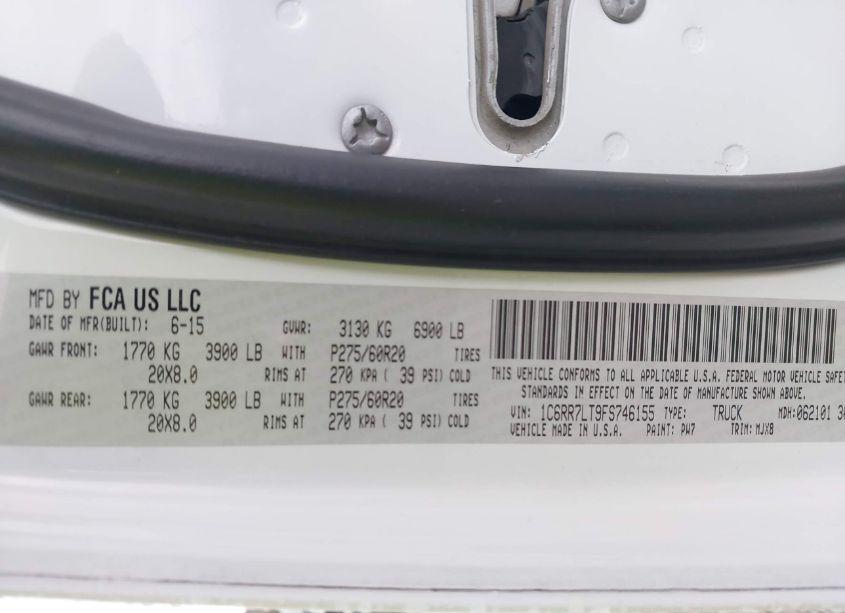 MFD BY FCA US LLC
DATE OF MFR(BUILT): 6-15 GVWR: 3130 KG 6900 LB
GAWR FRONT: 1770 KG 3900 LB WITH P275/60R20 TIRES
20X8.0 RIMS AT 270 KPA ( 39 PSI) COLD
GAWR REAR: 1770 KG 3900 LB WITH P275/60R20 TIRES
20X8.0 RIMS AT 270 KPA ( 39 PSI) COLD
THIS VEHICLE CONFORMS TO ALL APPLICABLE U.S.A. FEDERAL MOTOR VEHICLE SAFET
STANDARDS IN EFFECT ON THE DATE OF MANUFACTURE SHOWN ABOVE.
VIN: 1C6RR7LT9FS746155 TYPE: TRUCK MDH:062101 30
VEHICLE MADE IN U.S.A. PAINT: PW7 TRIM: MJX8